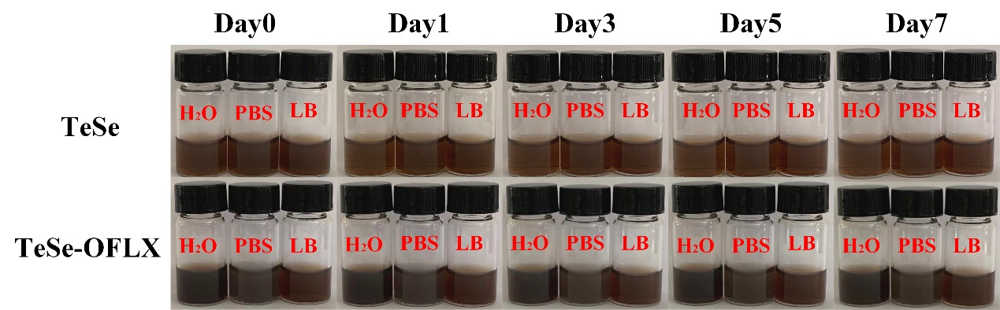 Day0 Day1 Day3 Day5 Day7
TeSe
H₂O PBS LB H₂O PBS LB H₂O PBS LB H₂O PBS LB H₂O PBS LB
TeSe-OFLX
H₂O PBS LB H₂O PBS LB H₂O PBS LB H₂O PBS LB H₂O PBS LB